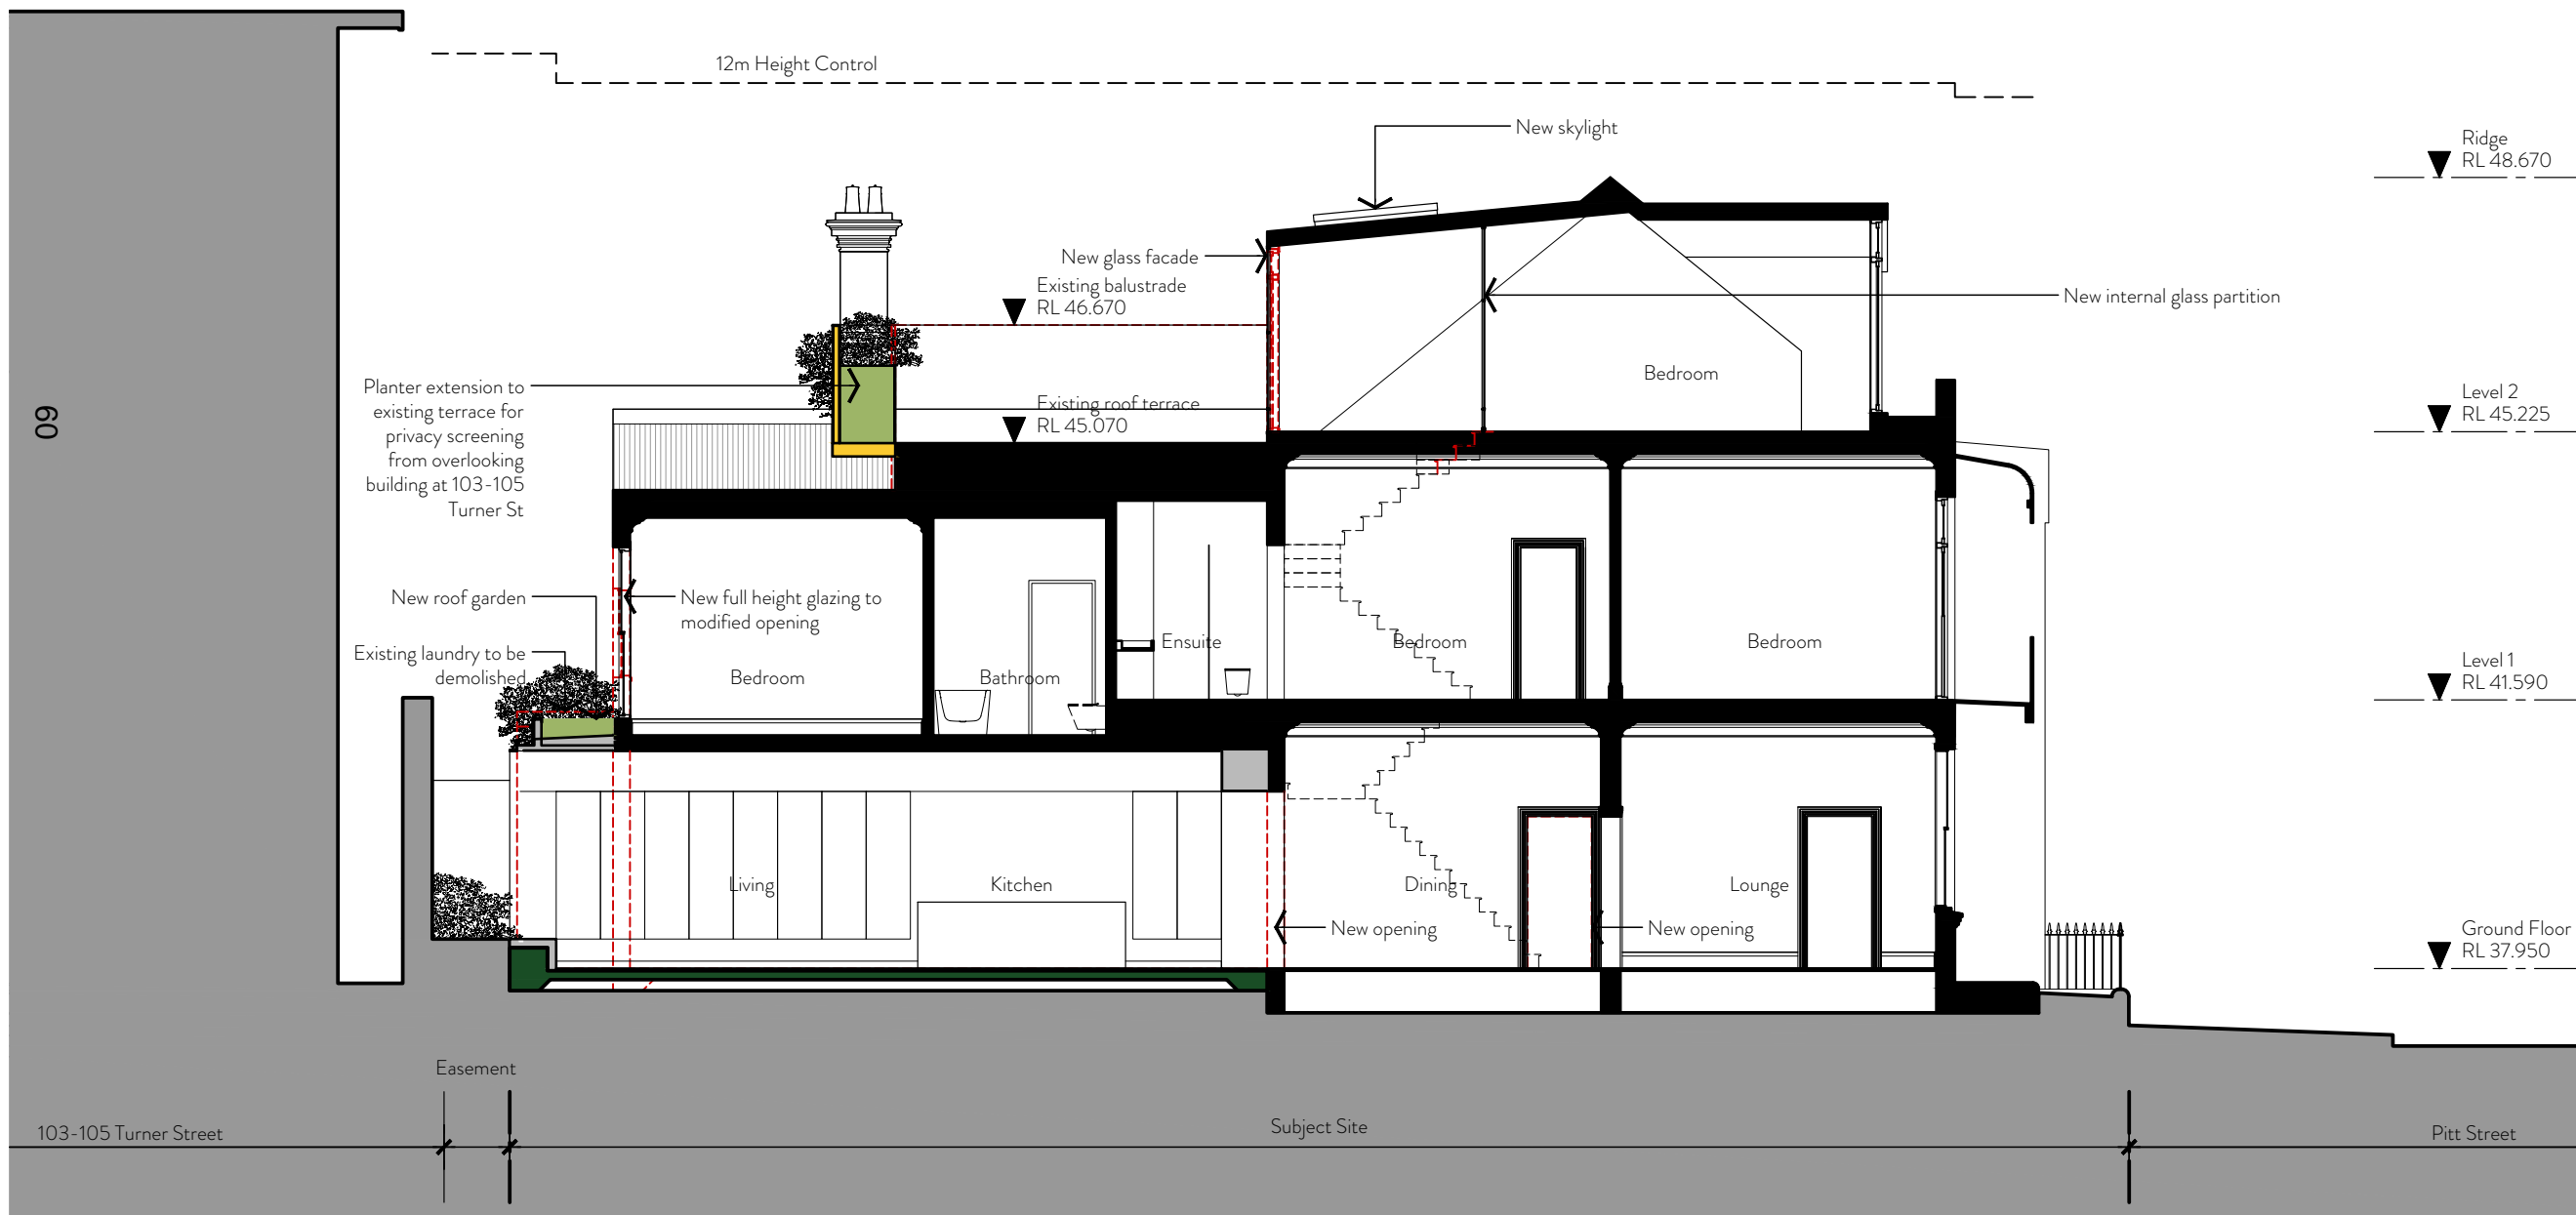 12m Height Control
New skylight
Ridge
RL 48.670
New glass facade
Existing balustrade
RL 46.670
New internal glass partition
Planter extension to
existing terrace for
privacy screening
from overlooking
building at 103-105
Turner St
Existing roof terrace
RL 45.070
Bedroom
Level 2
RL 45.225
09
New roof garden
New full height glazing to
modified opening
Existing laundry to be
demolished
Bedroom
Bathroom
Ensuite
Bedroom
Bedroom
Level 1
RL 41.590
Living
Kitchen
Dining
Lounge
New opening
New opening
Ground Floor
RL 37.950
Easement
103-105 Turner Street
Subject Site
Pitt Street